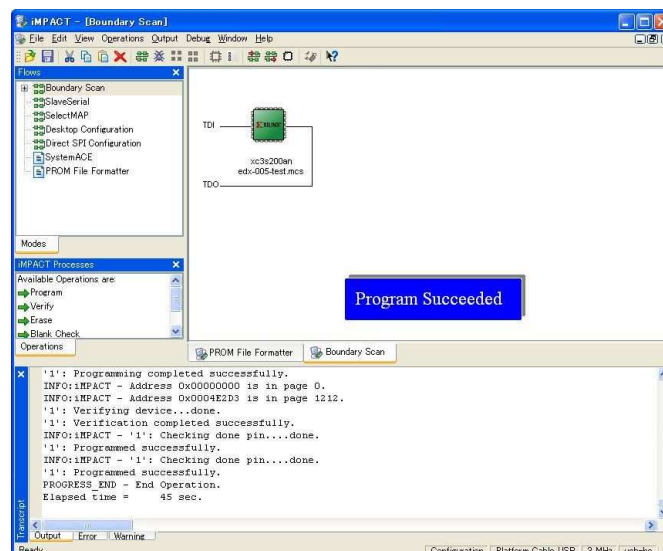 iMPACT - [Boundary Scan]
File Edit View Operations Output Debug Window Help
Flows
Boundary Scan
SlaveSerial
SelectMAP
Desktop Configuration
Direct SPI Configuration
SystemACE
PROM File Formatter
Modes
TDI
XILINX
xc3s200an
edx-005-test.mcs
TDO
iMPACT Processes
Available Operations are:
Program
Verify
Erase
Blank Check
Operations
Program Succeeded
PROM File Formatter
Boundary Scan
'1': Programming completed successfully.
INFO:iMPACT - Address 0x00000000 is in page 0.
INFO:iMPACT - Address 0x0004E2D3 is in page 1212.
'1': Verifying device...done.
'1': Verification completed successfully.
INFO:iMPACT - '1': Checking done pin....done.
'1': Programmed successfully.
INFO:iMPACT - '1': Checking done pin....done.
'1': Programmed successfully.
PROGRESS_END - End Operation.
Elapsed time = 45 sec.
Transcript
Output Error Warning
Ready
Configuration Platform Cable USB 3 MHz usb-hs